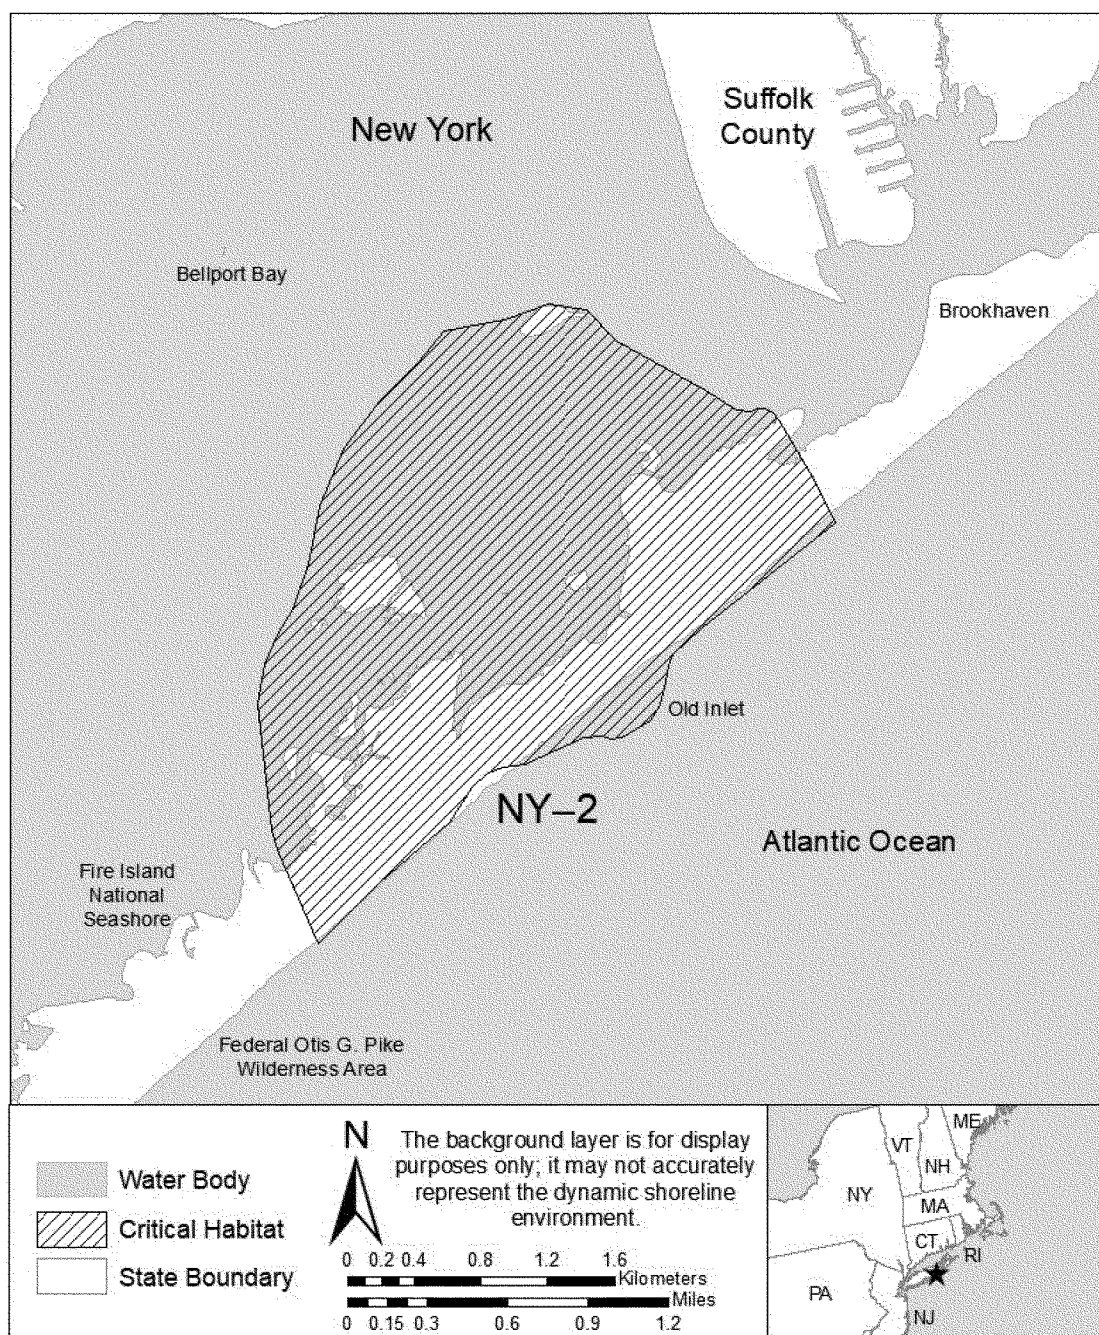 New York
Suffolk
County
Bellport Bay
Brookhaven
Old Inlet
NY–2
Atlantic Ocean
Fire Island
National
Seashore
Federal Otis G. Pike
Wilderness Area
Water Body
Critical Habitat
State Boundary
N
The background layer is for display
purposes only; it may not accurately
represent the dynamic shoreline
environment.
0 0.2 0.4 0.8 1.2 1.6
Kilometers
Miles
0 0.15 0.3 0.6 0.9 1.2
ME
VT
NH
NY
MA
CT
RI
PA
NJ